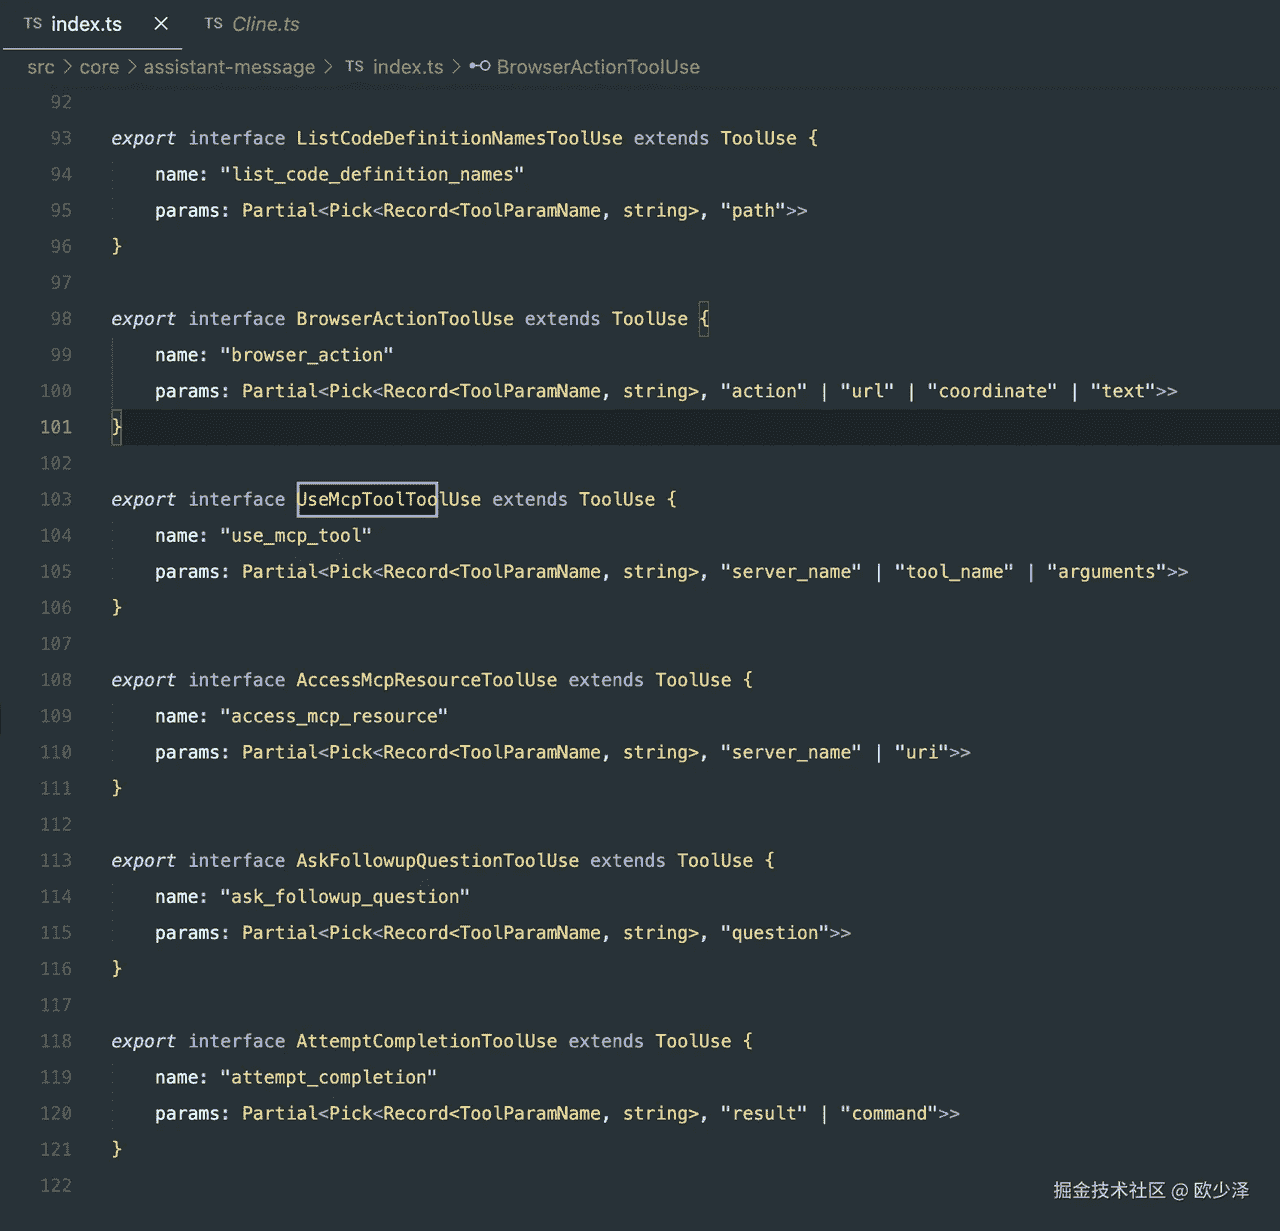 TS index.ts × TS Cline.ts
src > core > assistant-message > TS index.ts > BrowserActionToolUse
92
93 export interface ListCodeDefinitionNamesToolUse extends ToolUse {
94 name: "list_code_definition_names"
95 params: Partial<Pick<Record<ToolParamName, string>, "path">>
96 }
97
98 export interface BrowserActionToolUse extends ToolUse {
99 name: "browser_action"
100 params: Partial<Pick<Record<ToolParamName, string>, "action" | "url" | "coordinate" | "text">>
101 }
102
103 export interface UseMcpToolToolUse extends ToolUse {
104 name: "use_mcp_tool"
105 params: Partial<Pick<Record<ToolParamName, string>, "server_name" | "tool_name" | "arguments">>
106 }
107
108 export interface AccessMcpResourceToolUse extends ToolUse {
109 name: "access_mcp_resource"
110 params: Partial<Pick<Record<ToolParamName, string>, "server_name" | "uri">>
111 }
112
113 export interface AskFollowupQuestionToolUse extends ToolUse {
114 name: "ask_followup_question"
115 params: Partial<Pick<Record<ToolParamName, string>, "question">>
116 }
117
118 export interface AttemptCompletionToolUse extends ToolUse {
119 name: "attempt_completion"
120 params: Partial<Pick<Record<ToolParamName, string>, "result" | "command">>
121 }
122
掘金技术社区 @ 欧少泽